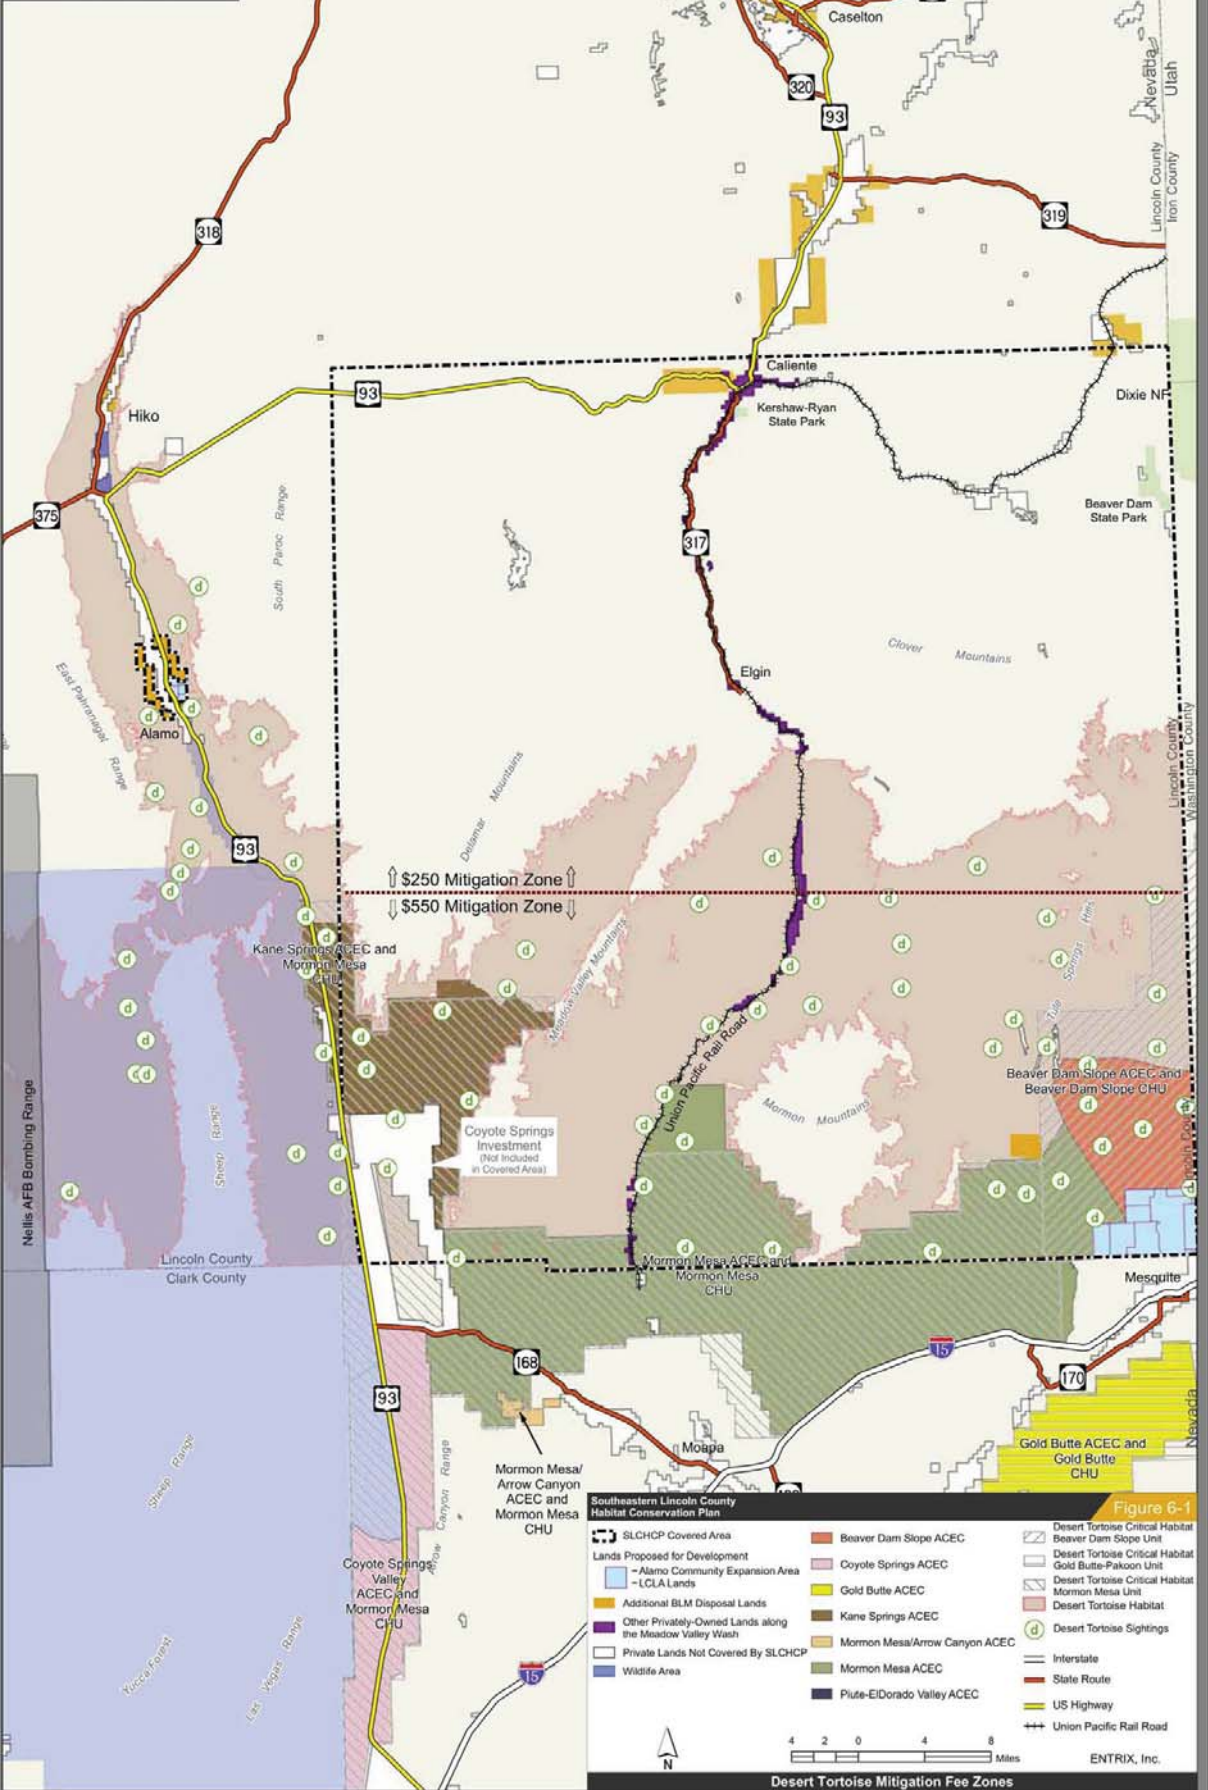 Caselton
Nevada
Utah
320
93
Lincoln County
Iron County
319
318
Caliente
93
Kershaw-Ryan
State Park
Dixie NF
Hiko
375
South Paroc Range
Beaver Dam
State Park
317
Clover Mountains
Elgin
East Pahranagat Range
Alamo
Lincoln County
Washington County
Delamar Mountains
93
$250 Mitigation Zone
$550 Mitigation Zone
Kane Springs ACEC and
Mormon Mesa
CHU
Meadow Valley Mountains
Tule Springs Hills
Union Pacific Rail Road
Beaver Dam Slope ACEC and
Beaver Dam Slope CHU
Mormon Mountains
Nellis AFB Bombing Range
Sheep Range
Coyote Springs
Investment
(Not Included
in Covered Area)
Lincoln County
Lincoln County
Clark County
Mormon Mesa ACEC and
Mormon Mesa
CHU
Mesquite
15
168
170
93
Nevada
Moapa
Gold Butte ACEC and
Gold Butte
CHU
Sheep Range
Arrow Canyon Range
Mormon Mesa/
Arrow Canyon
ACEC and
Mormon Mesa
CHU
Coyote Springs
Valley
ACEC and
Mormon Mesa
CHU
Yucca Forest
Las Vegas Range
15
Southeastern Lincoln County
Habitat Conservation Plan
Figure 6-1
SLCHCP Covered Area
Lands Proposed for Development
- Alamo Community Expansion Area
- LCLA Lands
Additional BLM Disposal Lands
Other Privately-Owned Lands along
the Meadow Valley Wash
Private Lands Not Covered By SLCHCP
Wildlife Area
Beaver Dam Slope ACEC
Coyote Springs ACEC
Gold Butte ACEC
Kane Springs ACEC
Mormon Mesa/Arrow Canyon ACEC
Mormon Mesa ACEC
Piute-ElDorado Valley ACEC
Desert Tortoise Critical Habitat
Beaver Dam Slope Unit
Desert Tortoise Critical Habitat
Gold Butte-Pakoon Unit
Desert Tortoise Critical Habitat
Mormon Mesa Unit
Desert Tortoise Habitat
d Desert Tortoise Sightings
Interstate
State Route
US Highway
Union Pacific Rail Road
N
4 2 0 4 8
Miles
ENTRIX, Inc.
Desert Tortoise Mitigation Fee Zones